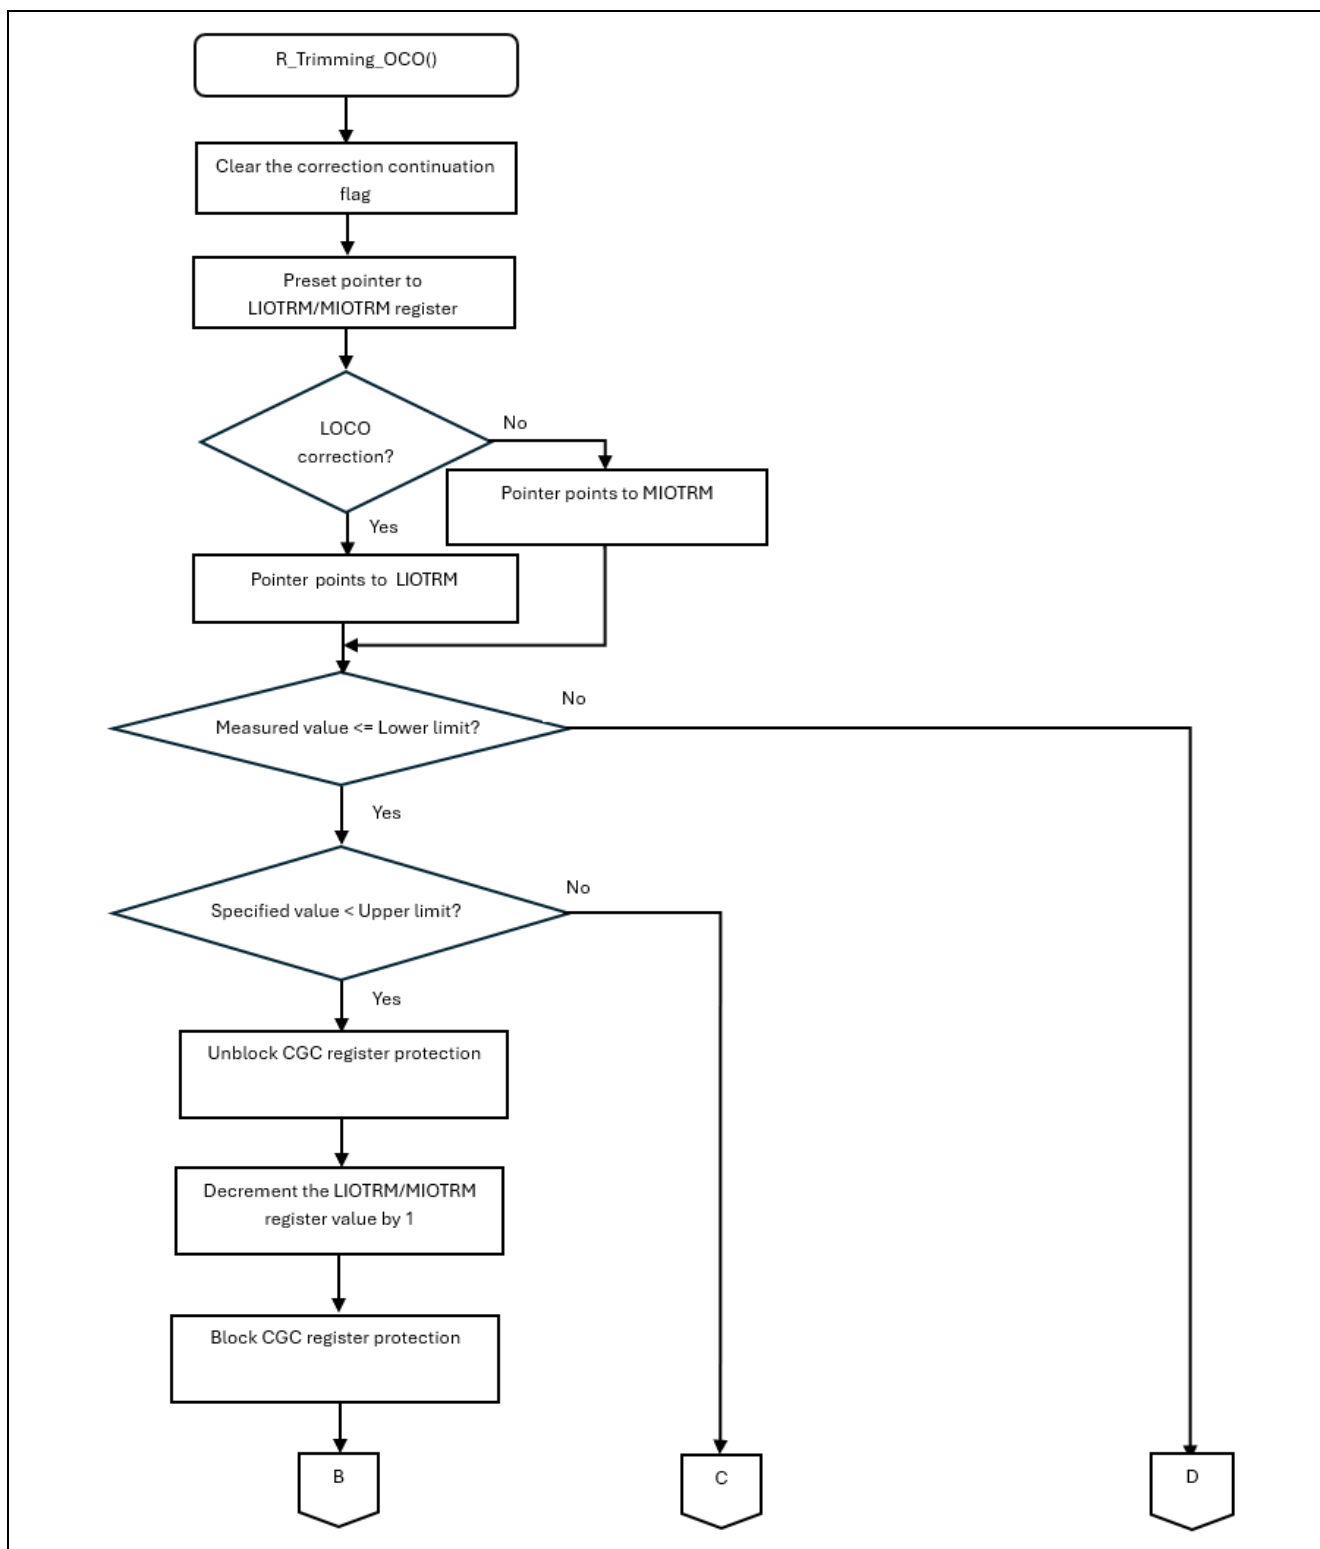 R_Trimming_OCO()
Clear the correction continuation
flag
Preset pointer to
LIOTRM/MIOTRM register
LOCO
correction?
No
Pointer points to MIOTRM
Yes
Pointer points to LIOTRM
No
Measured value <= Lower limit?
Yes
No
Specified value < Upper limit?
Yes
Unblock CGC register protection
Decrement the LIOTRM/MIOTRM
register value by 1
Block CGC register protection
B
C
D